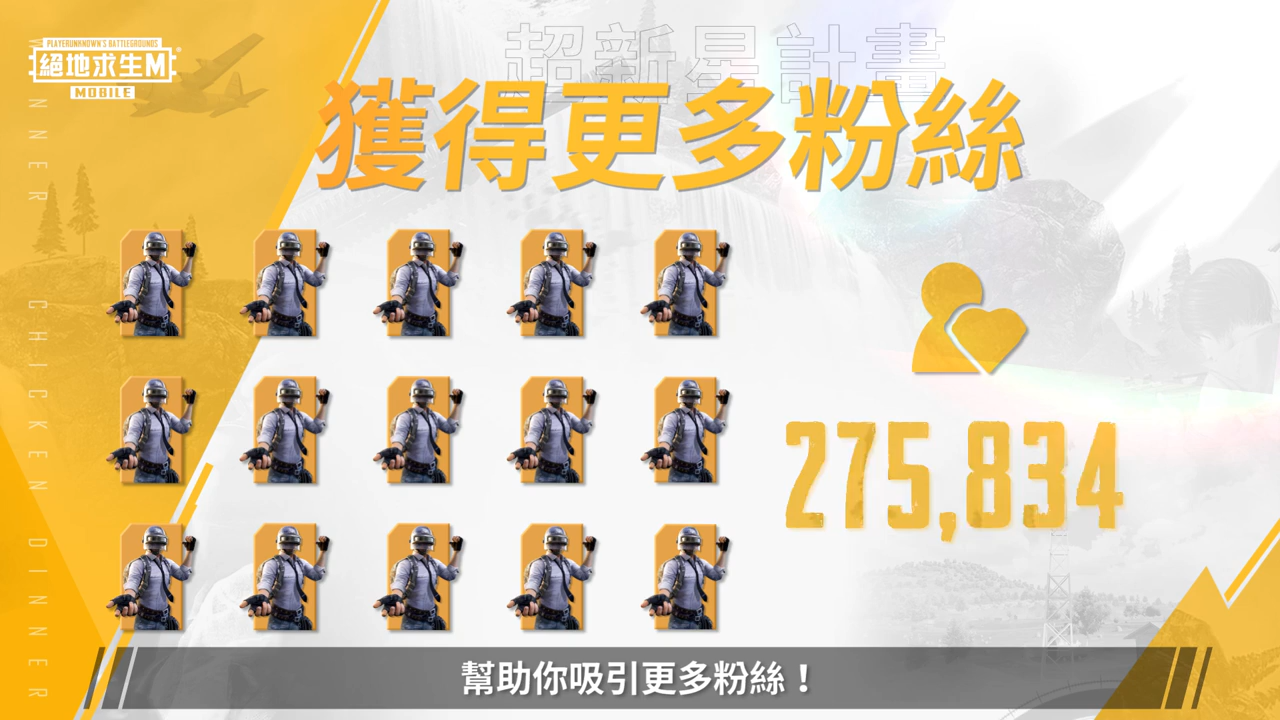 PLAYERUNKNOWN'S BATTLEGROUNDS
絕地求生M
MOBILE
超新星計畫
獲得更多粉絲
WINNER WINNER CHICKEN DINNER
275,834
幫助你吸引更多粉絲！